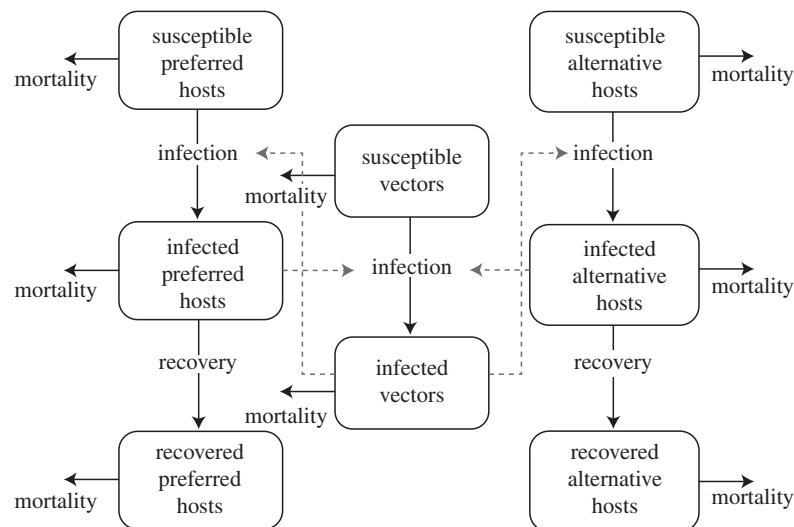 susceptible
preferred
hosts
mortality
infection
infected
preferred
hosts
mortality
recovery
recovered
preferred
hosts
mortality
susceptible
vectors
mortality
infection
infected
vectors
mortality
susceptible
alternative
hosts
mortality
infection
infected
alternative
hosts
mortality
recovery
recovered
alternative
hosts
mortality